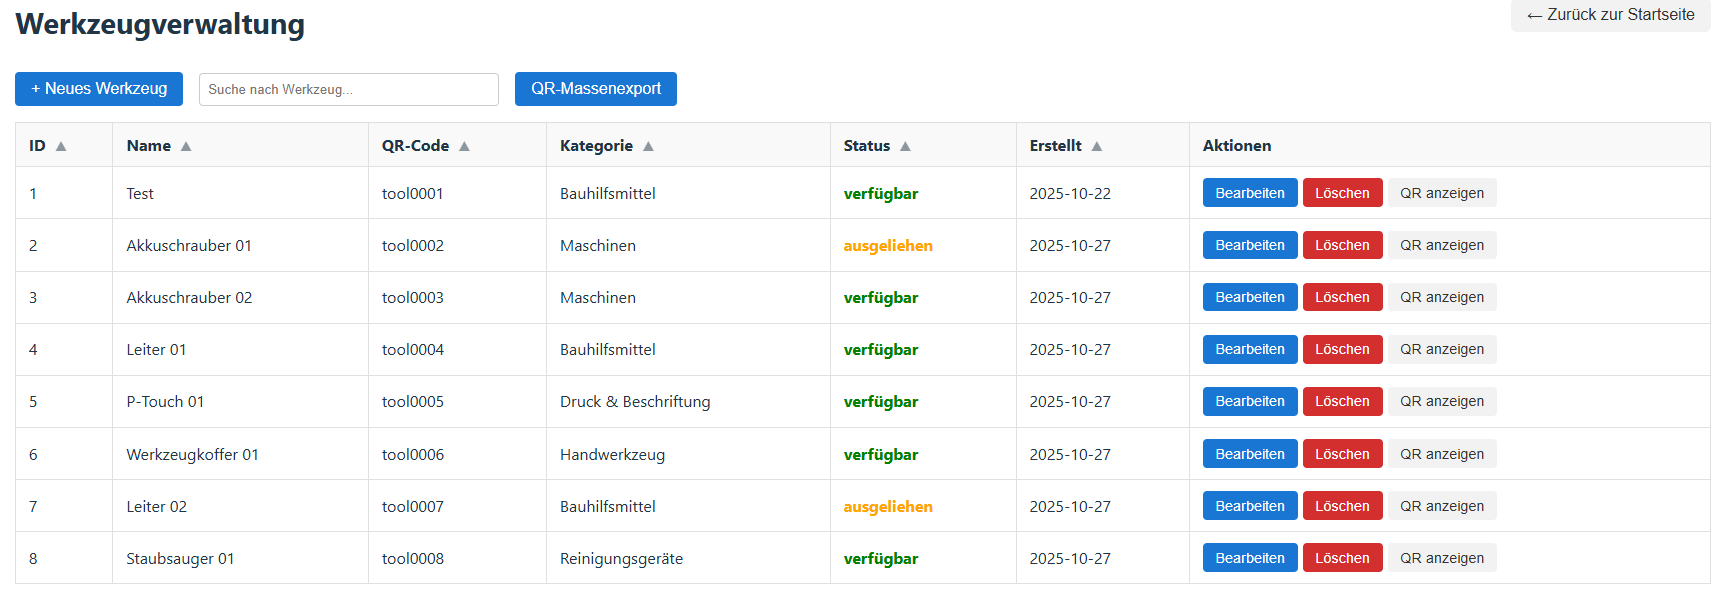 Werkzeugverwaltung
← Zurück zur Startseite
+ Neues Werkzeug Suche nach Werkzeug... QR-Massenexport
ID ▲ Name ▲ QR-Code ▲ Kategorie ▲ Status ▲ Erstellt ▲ Aktionen
1 Test tool0001 Bauhilfsmittel verfügbar 2025-10-22 Bearbeiten Löschen QR anzeigen
2 Akkuschrauber 01 tool0002 Maschinen ausgeliehen 2025-10-27 Bearbeiten Löschen QR anzeigen
3 Akkuschrauber 02 tool0003 Maschinen verfügbar 2025-10-27 Bearbeiten Löschen QR anzeigen
4 Leiter 01 tool0004 Bauhilfsmittel verfügbar 2025-10-27 Bearbeiten Löschen QR anzeigen
5 P-Touch 01 tool0005 Druck & Beschriftung verfügbar 2025-10-27 Bearbeiten Löschen QR anzeigen
6 Werkzeugkoffer 01 tool0006 Handwerkzeug verfügbar 2025-10-27 Bearbeiten Löschen QR anzeigen
7 Leiter 02 tool0007 Bauhilfsmittel ausgeliehen 2025-10-27 Bearbeiten Löschen QR anzeigen
8 Staubsauger 01 tool0008 Reinigungsgeräte verfügbar 2025-10-27 Bearbeiten Löschen QR anzeigen